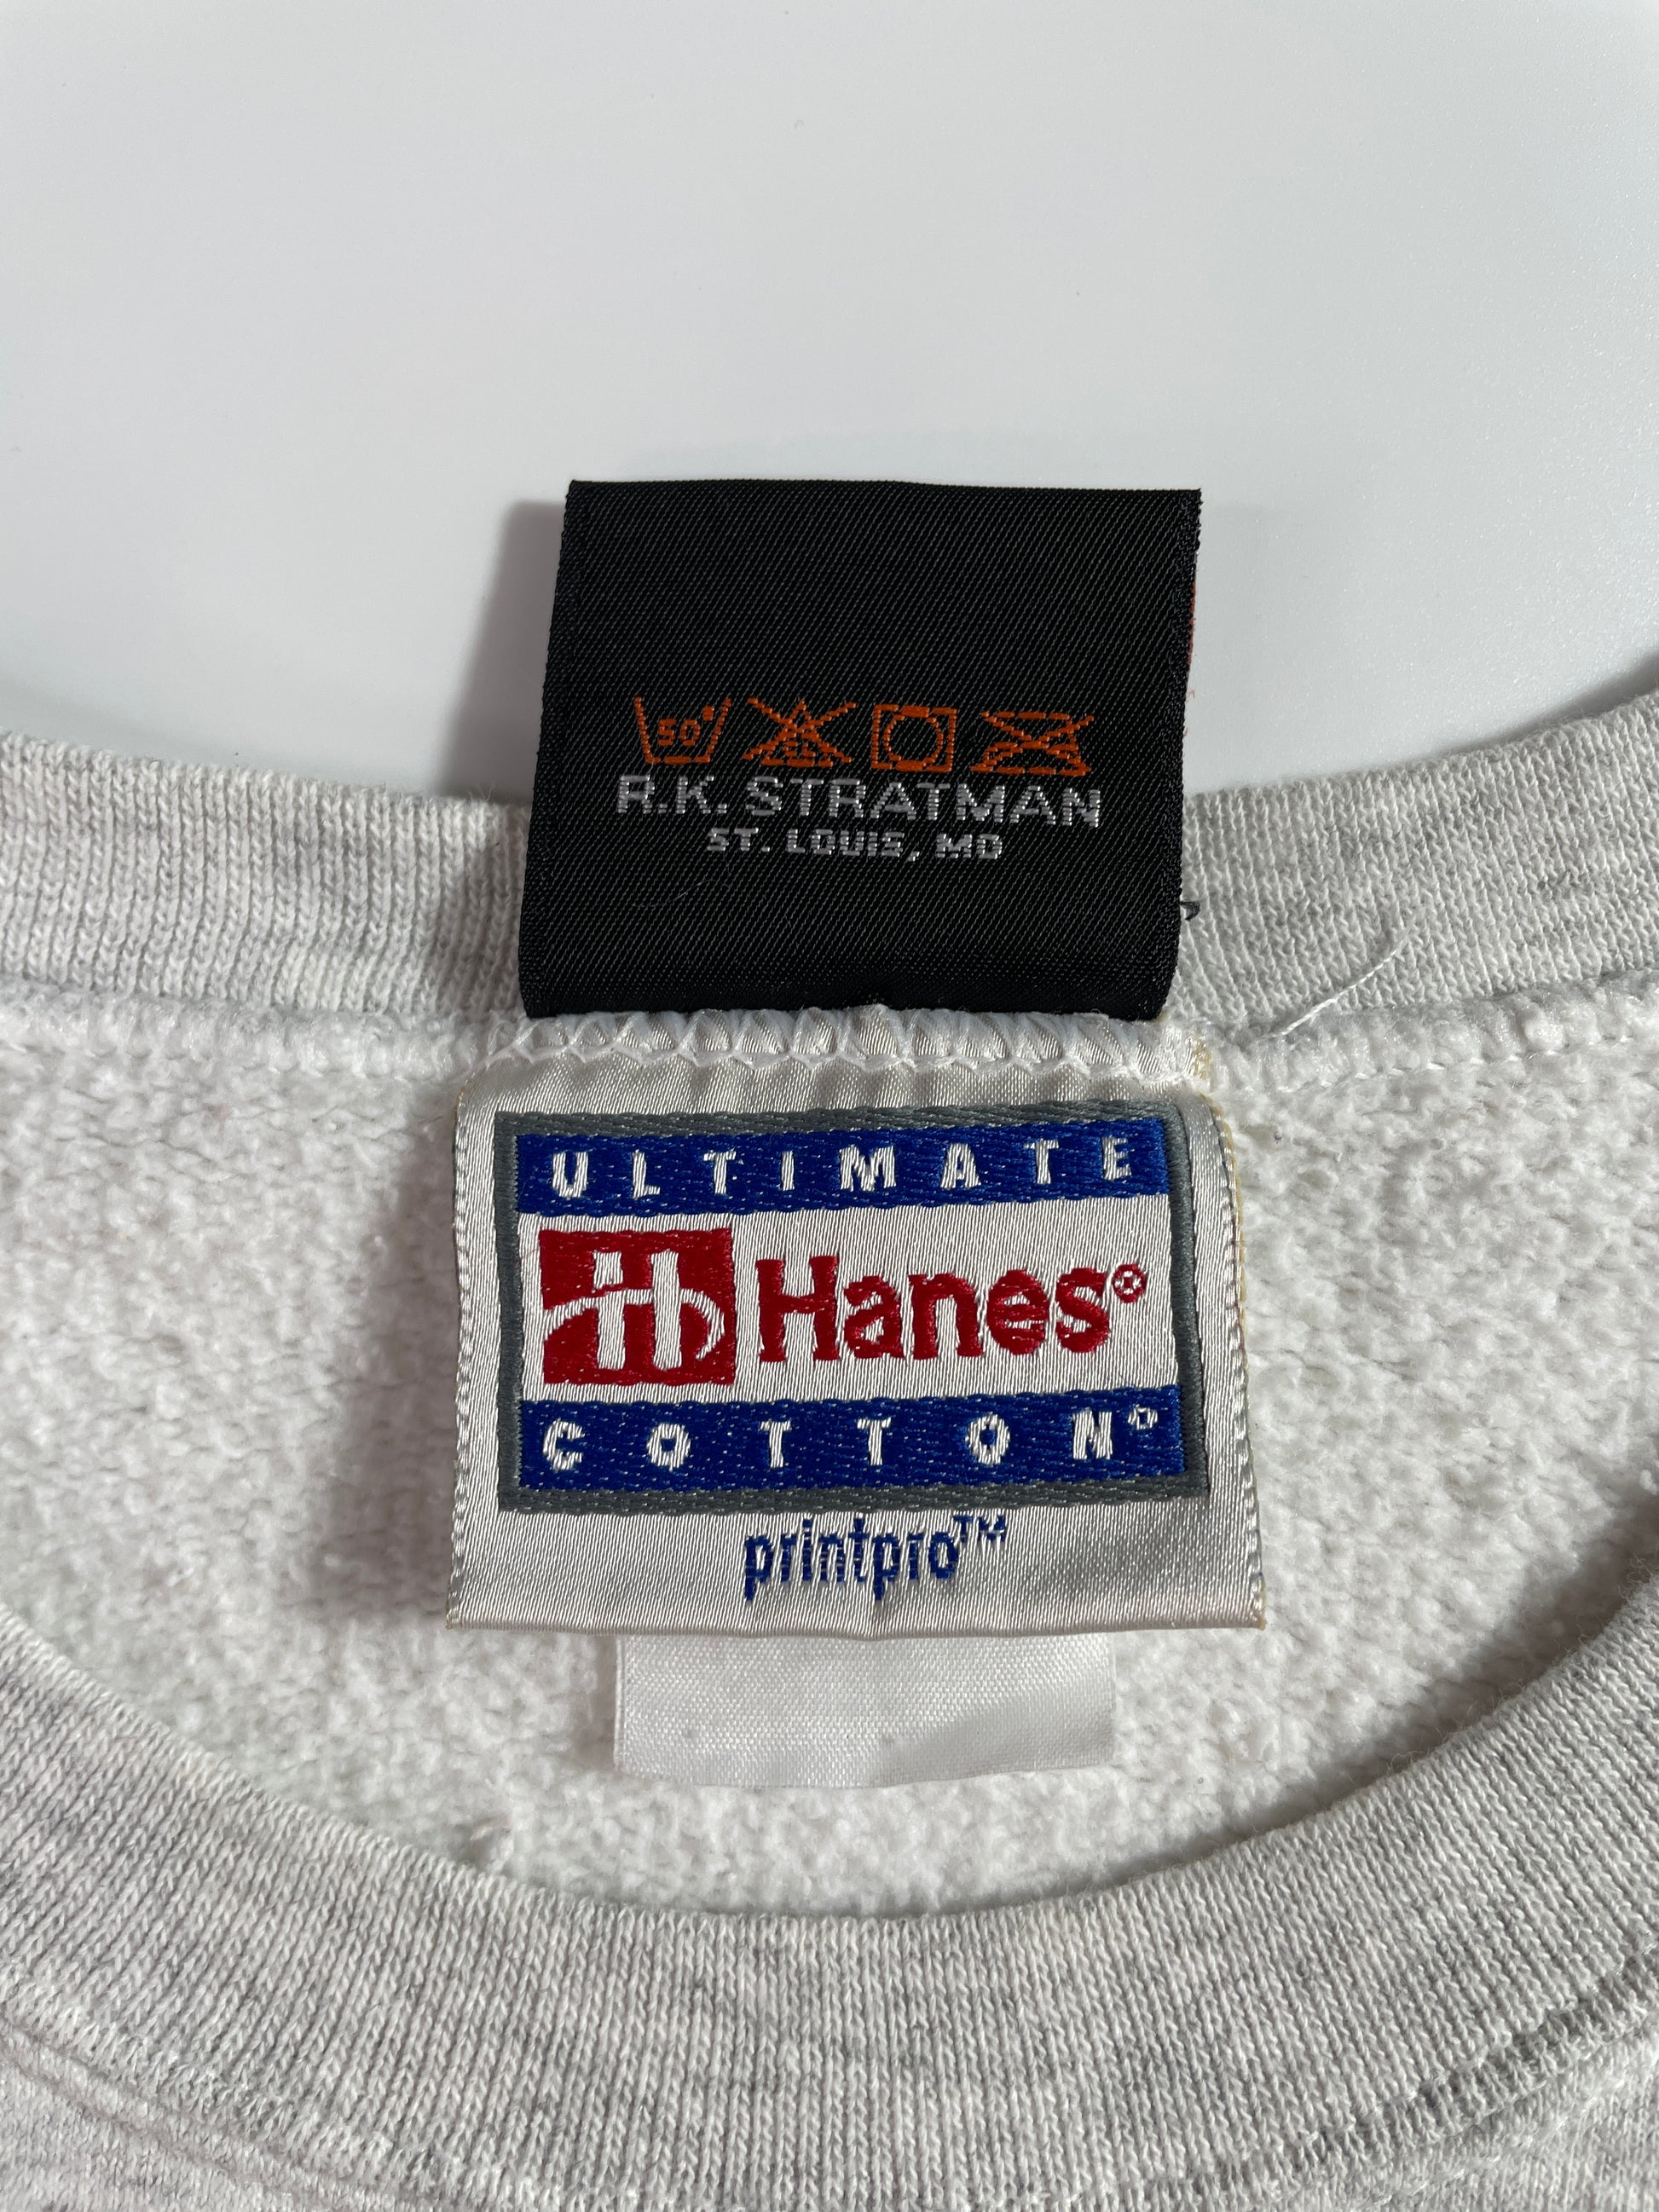 50°
R.K. STRATMAN
ST. LOUIS, MO
ULTIMATE
Hanes®
COTTON®
printpro™